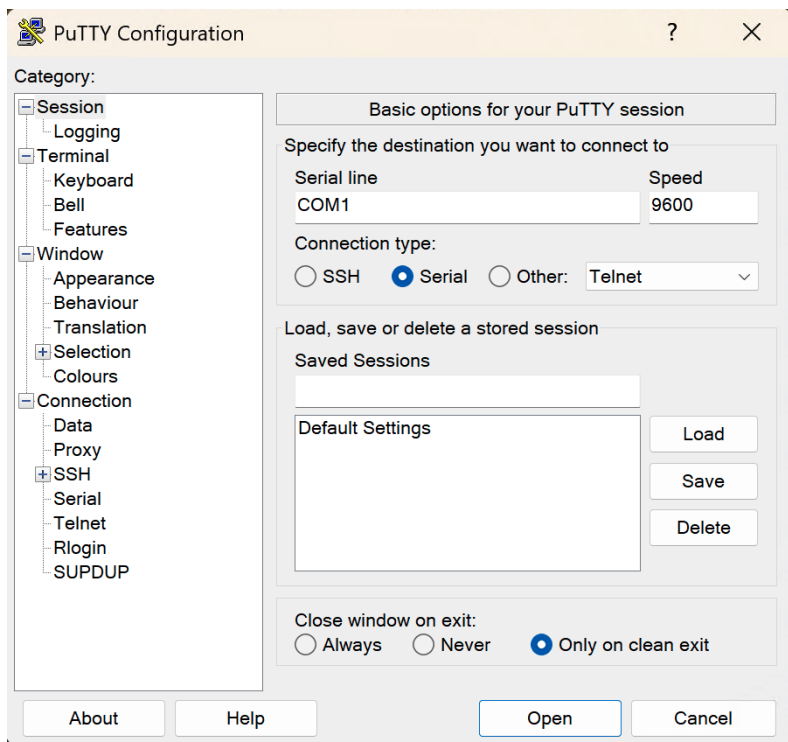 PuTTY Configuration
?
Category:
Session
Logging
Terminal
Keyboard
Bell
Features
Window
Appearance
Behaviour
Translation
Selection
Colours
Connection
Data
Proxy
SSH
Serial
Telnet
Rlogin
SUPDUP
Basic options for your PuTTY session
Specify the destination you want to connect to
Serial line Speed
COM1 9600
Connection type:
SSH Serial Other: Telnet
Load, save or delete a stored session
Saved Sessions
Default Settings
Load
Save
Delete
Close window on exit:
Always Never Only on clean exit
About Help Open Cancel